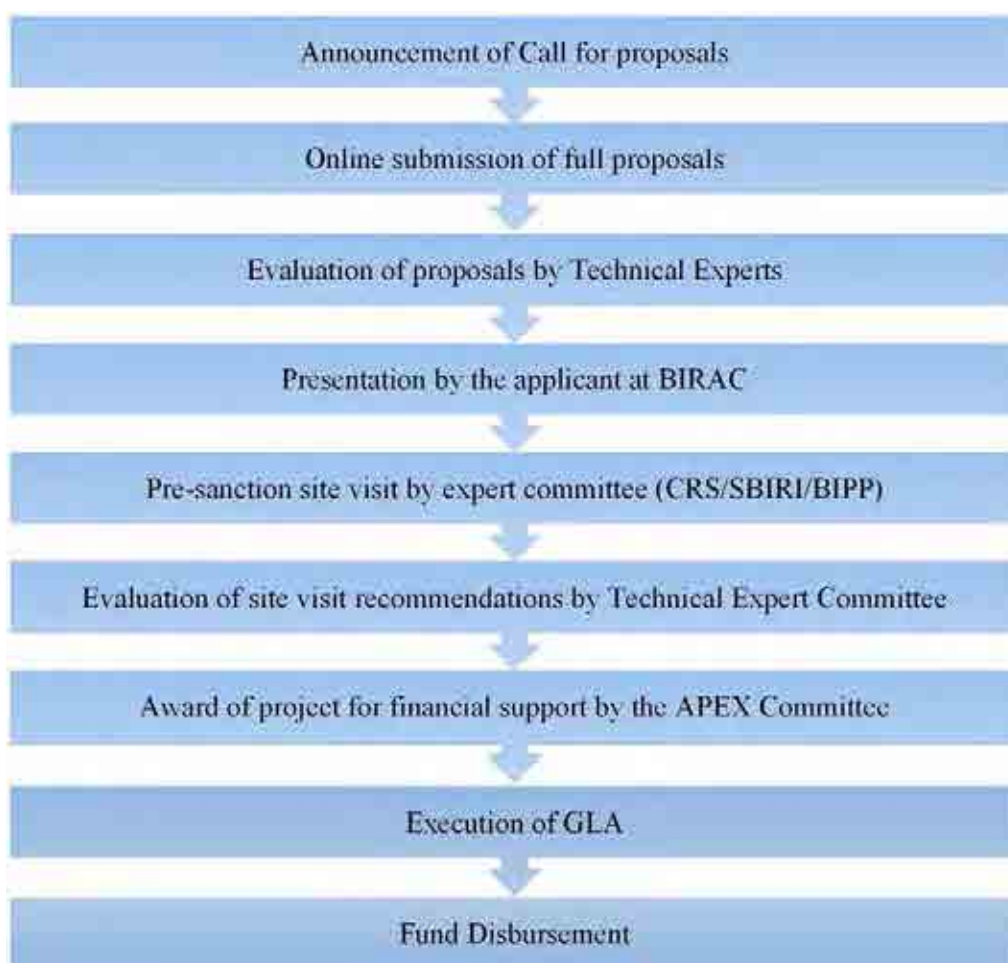 Announcement of Call for proposals
Online submission of full proposals
Evaluation of proposals by Technical Experts
Presentation by the applicant at BIRAC
Pre-sanction site visit by expert committee (CRS/SBIRI/BIPP)
Evaluation of site visit recommendations by Technical Expert Committee
Award of project for financial support by the APEX Committee
Execution of GLA
Fund Disbursement